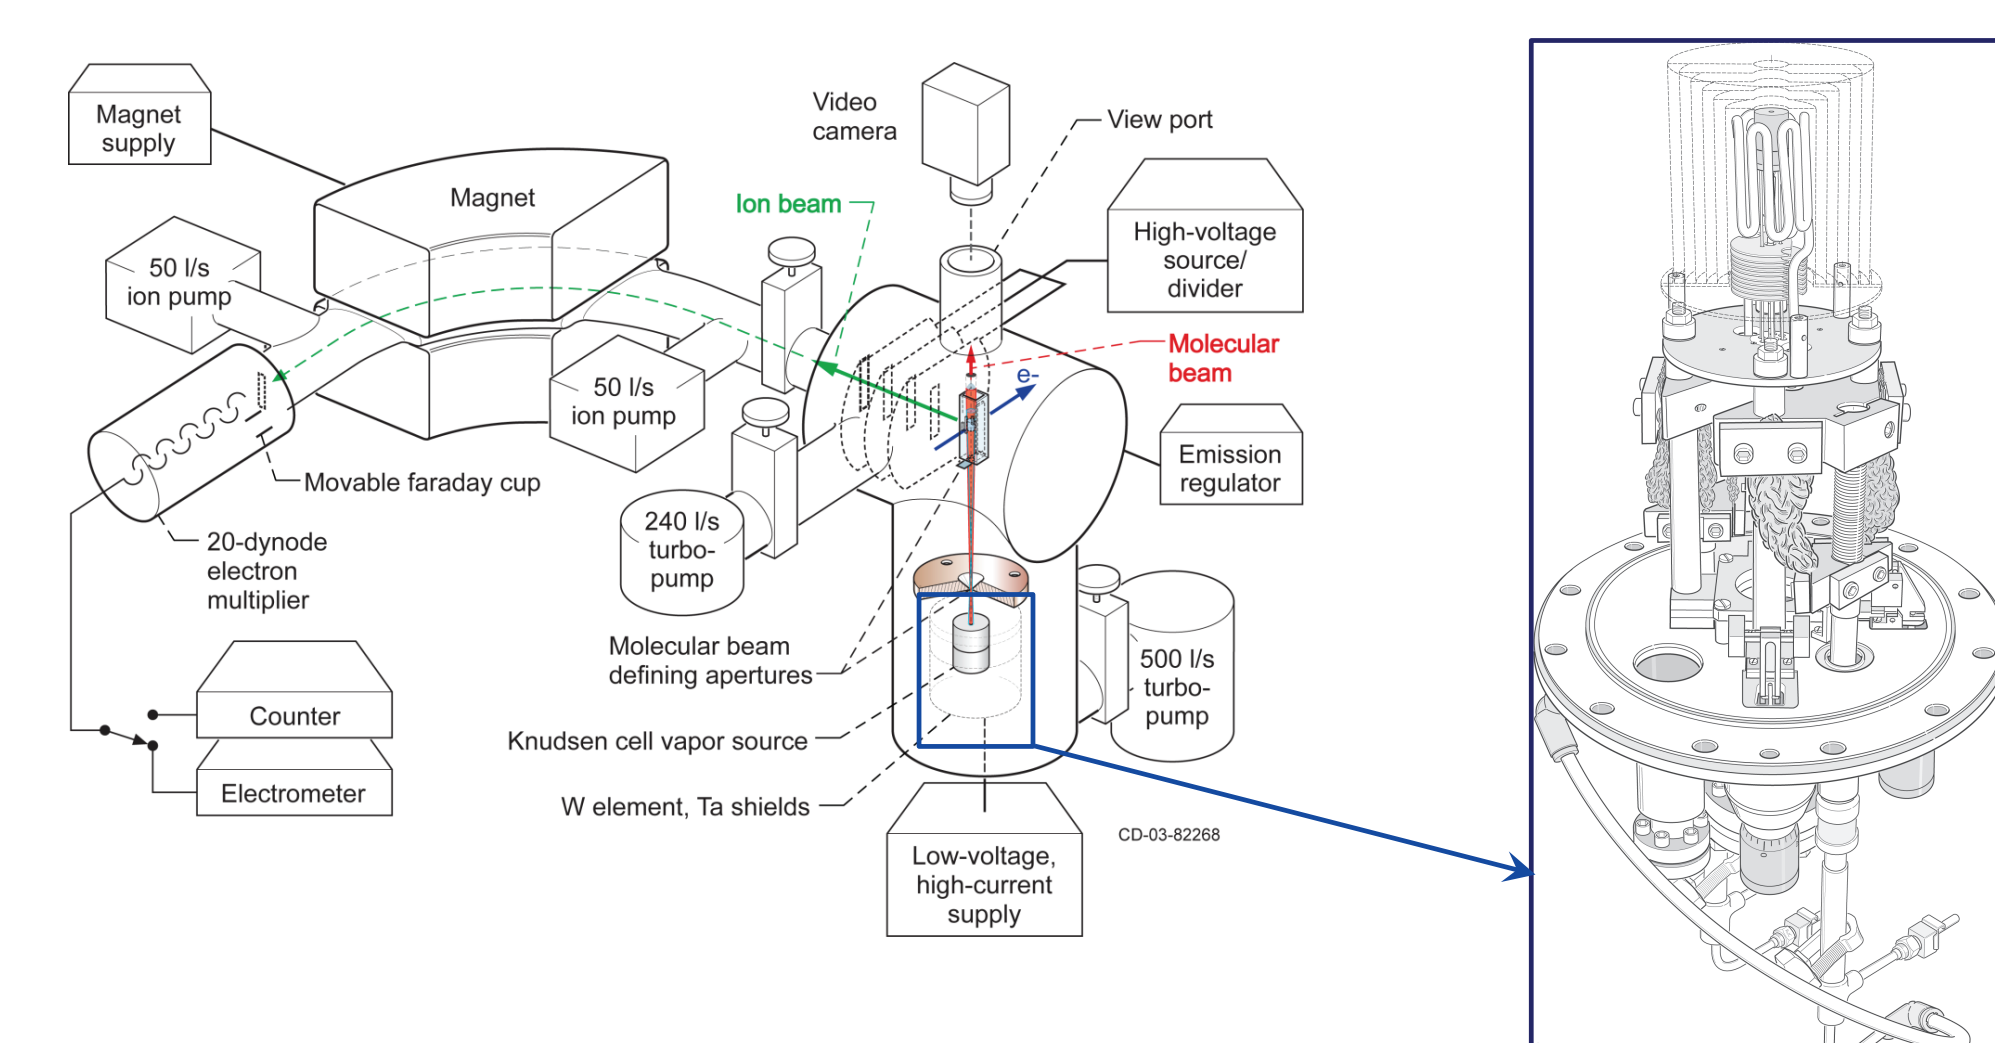 Magnet
supply
Magnet
50 l/s
ion pump
Ion beam
Video
camera
View port
High-voltage
source/
divider
Molecular
beam
e-
50 l/s
ion pump
Emission
regulator
Movable faraday cup
20-dynode
electron
multiplier
240 l/s
turbo-
pump
Molecular beam
defining apertures
500 l/s
turbo-
pump
Counter
Electrometer
Knudsen cell vapor source
W element, Ta shields
Low-voltage,
high-current
supply
CD-03-82268